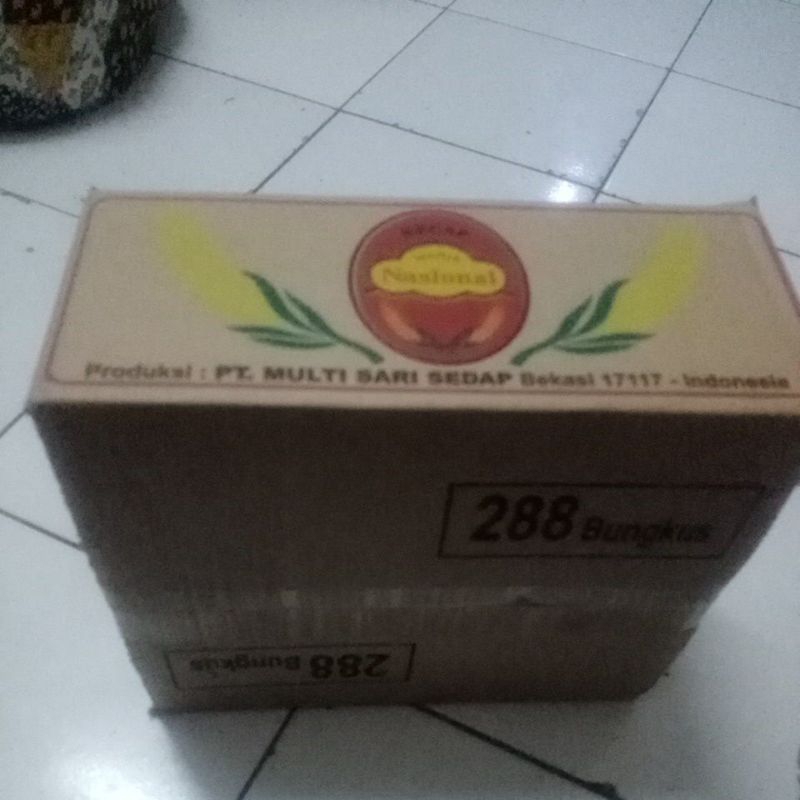 KECAP
Nasional
Produksi : PT. MULTI SARI SEDAP Bekasi 17117 - Indonesia
288 Bungkus
288 Bungkus